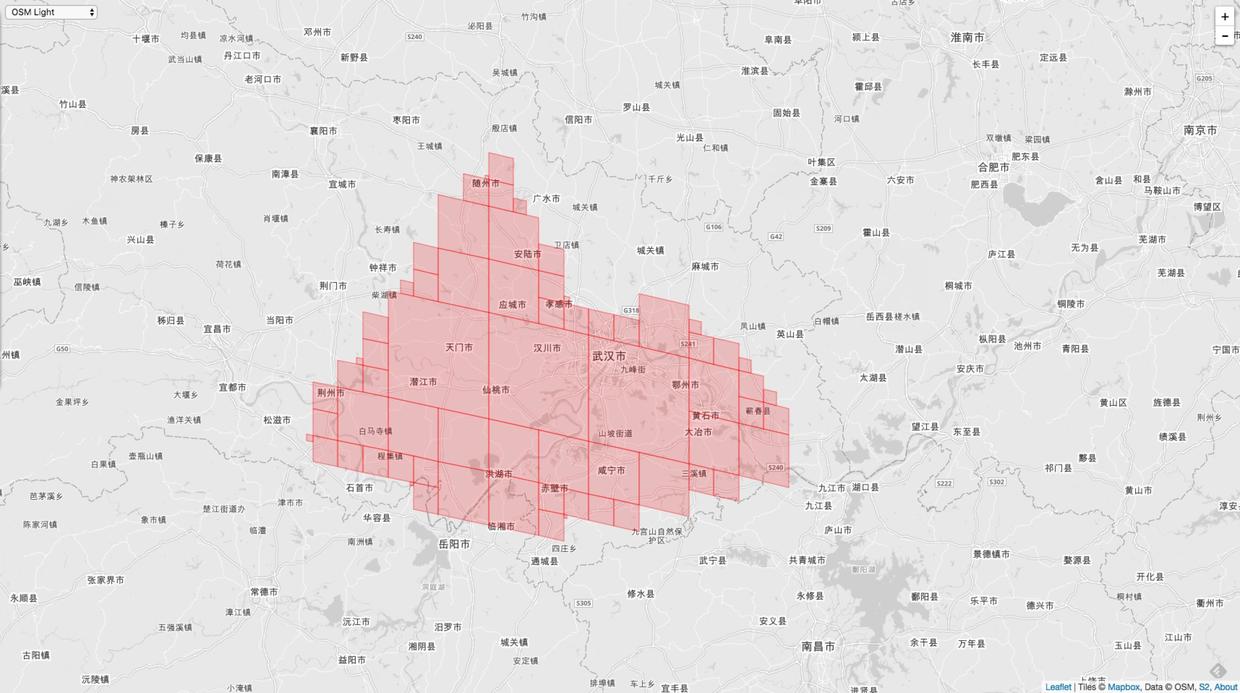 OSM Light
+
−
竹沟镇
阜阳市
古店乡
十堰市
均县镇
凉水河镇
邓州市
S240
泌阳县
阜南县
颍上县
淮南市
丹江口市
武当山镇
新野县
长丰县
定远县
老河口市
吴城镇
城关镇
淮滨县
霍邱县
G205
滁州市
溪县
竹山县
罗山县
固始县
河口镇
房县
襄阳市
枣阳市
殷店镇
信阳市
光山县
仁和镇
双墩镇
梁园镇
南京市
王城镇
保康县
叶集区
合肥市
肥东县
神农架林区
南漳县
宜城市
随州市
千斤乡
金寨县
六安市
肥西县
含山县
和县
马鞍山市
广水市
城关镇
博望区
九湖乡
木鱼镇
榛子乡
肖堰镇
长寿镇
G106
G42
S209
霍山县
兴山县
卫店镇
城关镇
安陆市
庐江县
无为县
芜湖市
荷花镇
钟祥市
麻城市
芜湖县
巫峡镇
信陵镇
荆门市
柴湖镇
桐城市
应城市
孝感市
G318
铜陵市
秭归县
宜昌市
当阳市
凤山镇
英山县
白帽镇
岳西县
槎水镇
枞阳县
池州市
青阳县
州镇
G50
天门市
汉川市
武汉市
S241
潜山县
宁国市
九峰街
太湖县
安庆市
宜都市
荆州市
潜江市
仙桃市
鄂州市
金果坪乡
大堰乡
黄石市
蕲春县
黄山区
旌德县
渔洋关镇
松滋市
荆州乡
白马寺镇
山坡街道
大冶市
望江县
东至县
绩溪县
壶瓶山镇
程集镇
白果镇
洪湖市
咸宁市
三溪镇
S240
祁门县
黟县
石首市
赤壁市
九江市
湖口县
S222
S302
黄山市
芭茅溪乡
津市市
楚江街道办
九江县
象市镇
华容县
陈家河镇
临澧
临湘市
九宫山自然保
护区
庐山市
南洲镇
岳阳市
四庄乡
通城县
武宁县
共青城市
景德镇市
婺源县
鄱阳湖
张家界市
洞庭湖
开化县
永顺县
常德市
修水县
永修县
鄱阳县
乐平市
德兴市
桐村镇
衢州市
S305
漳江镇
沅江市
安义县
五强溪镇
汨罗市
江山市
湘阴县
城关镇
南昌市
余干县
万年县
玉山县
古阳镇
益阳市
安定镇
沅陵镇
小淹镇
排埠镇
车上乡
宜丰县
进贤县
Leaflet | Tiles © Mapbox, Data © OSM, S2, About